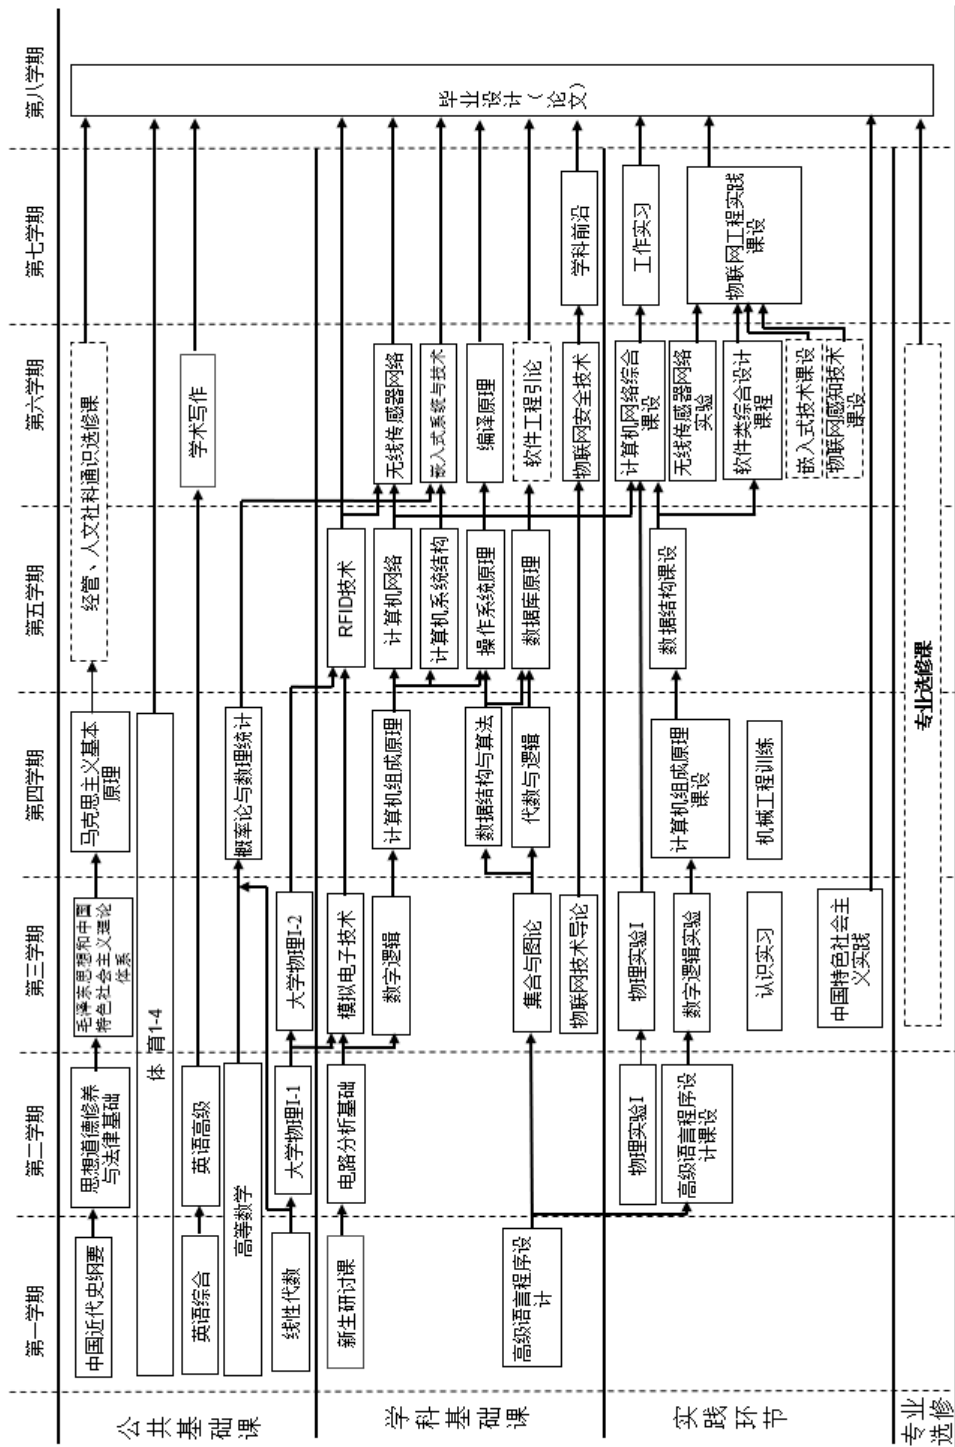 第一学期
第二学期
第三学期
第四学期
第五学期
第六学期
第七学期
第八学期
公共基础课
中国近代史纲要
思想道德修养
与法律基础
毛泽东思想和中国
特色社会主义理论
体系
马克思主义基本
原理
经管、人文社科通识选修课
体育1-4
英语综合
英语高级
学术写作
高等数学
概率论与数理统计
线性代数
大学物理I-1
大学物理I-2
学科基础课
新生研讨课
电路分析基础
模拟电子技术
RFID技术
数字逻辑
计算机组成原理
计算机网络
无线传感器网络
计算机系统结构
嵌入式系统与技术
数据结构与算法
操作系统原理
编译原理
高级语言程序设
计
集合与图论
代数与逻辑
数据库原理
软件工程引论
物联网技术导论
物联网安全技术
学科前沿
实践环节
物理实验I
物理实验I
计算机网络综合
课设
工作实习
高级语言程序设
计课设
数字逻辑实验
计算机组成原理
课设
数据结构课设
无线传感器网络
实验
软件类综合设计
课程
物联网工程实践
课设
认识实习
机械工程训练
嵌入式技术课设
物联网感知技术
课设
中国特色社会主
义实践
专业选修
专业选修课
毕业设计（论文）